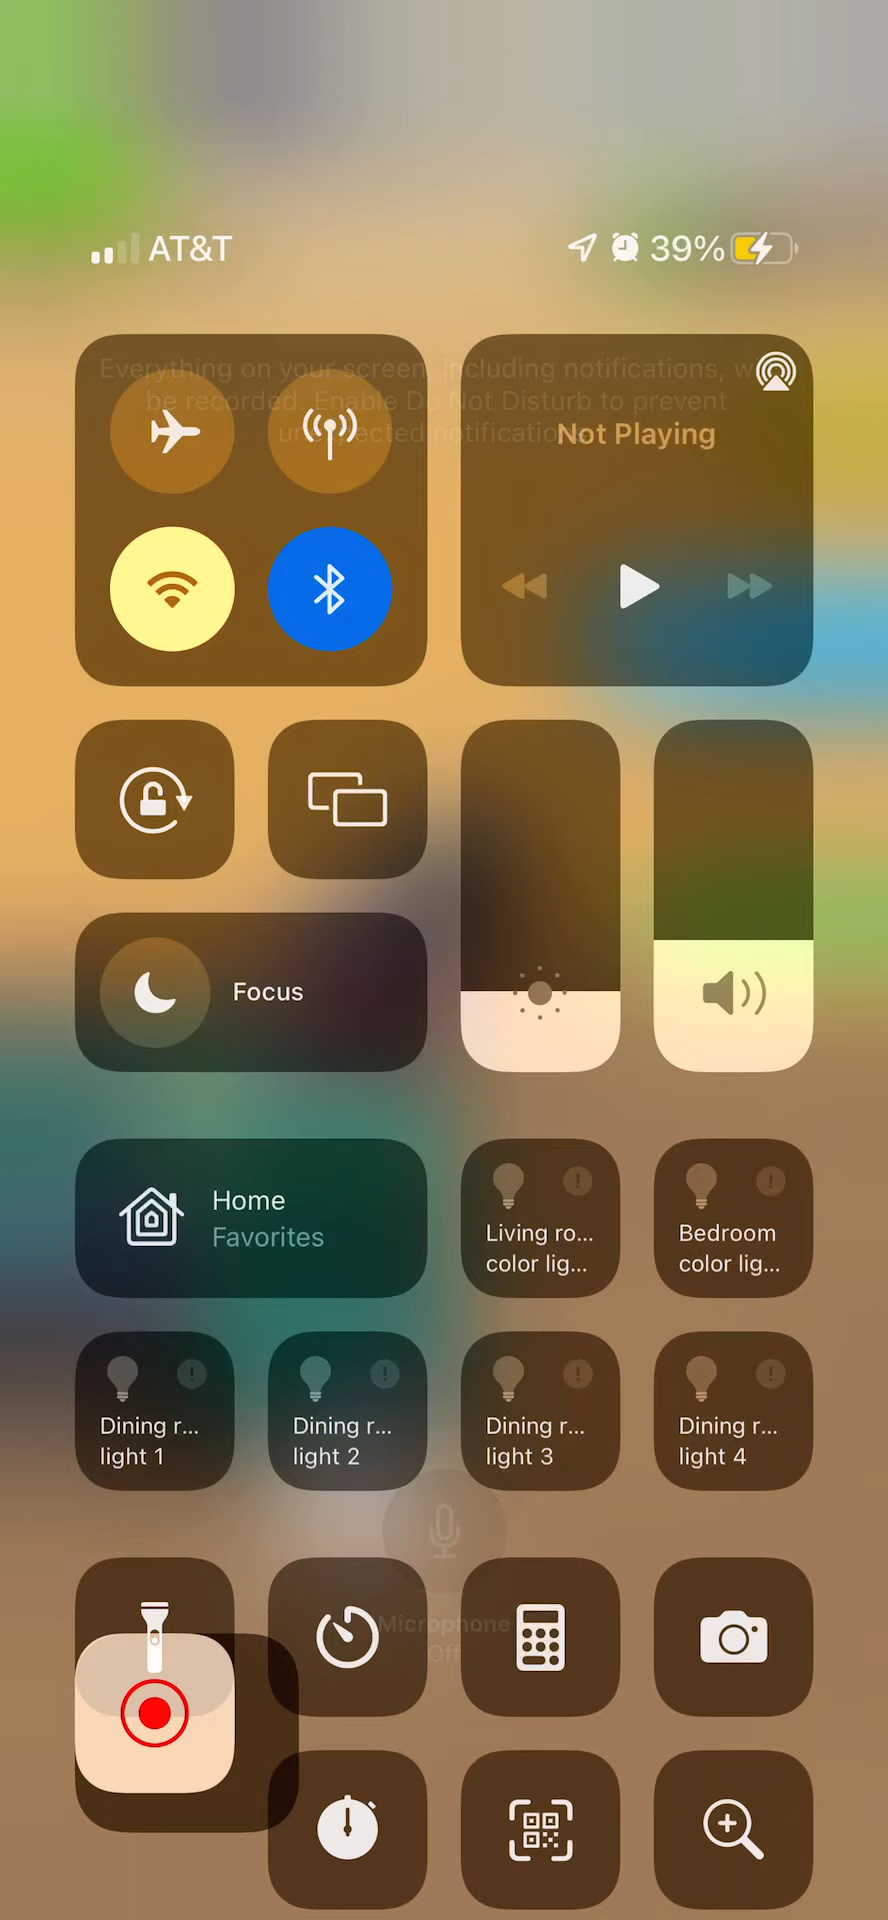 AT&T
39%
Everything on your screen, including notifications, w
be recorded. Enable Do Not Disturb to prevent
unexpected notifications.
Not Playing
Focus
Home
Favorites
Living ro...
color lig...
Bedroom
color lig...
Dining r...
light 1
Dining r...
light 2
Dining r...
light 3
Dining r...
light 4
Microphone
Off